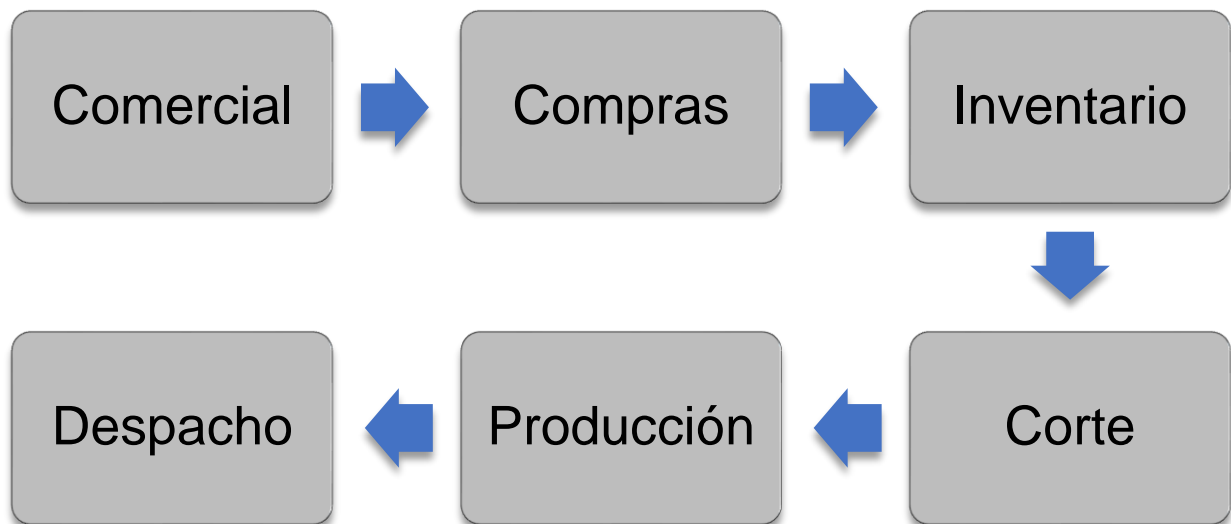 Comercial
Compras
Inventario
Corte
Producción
Despacho